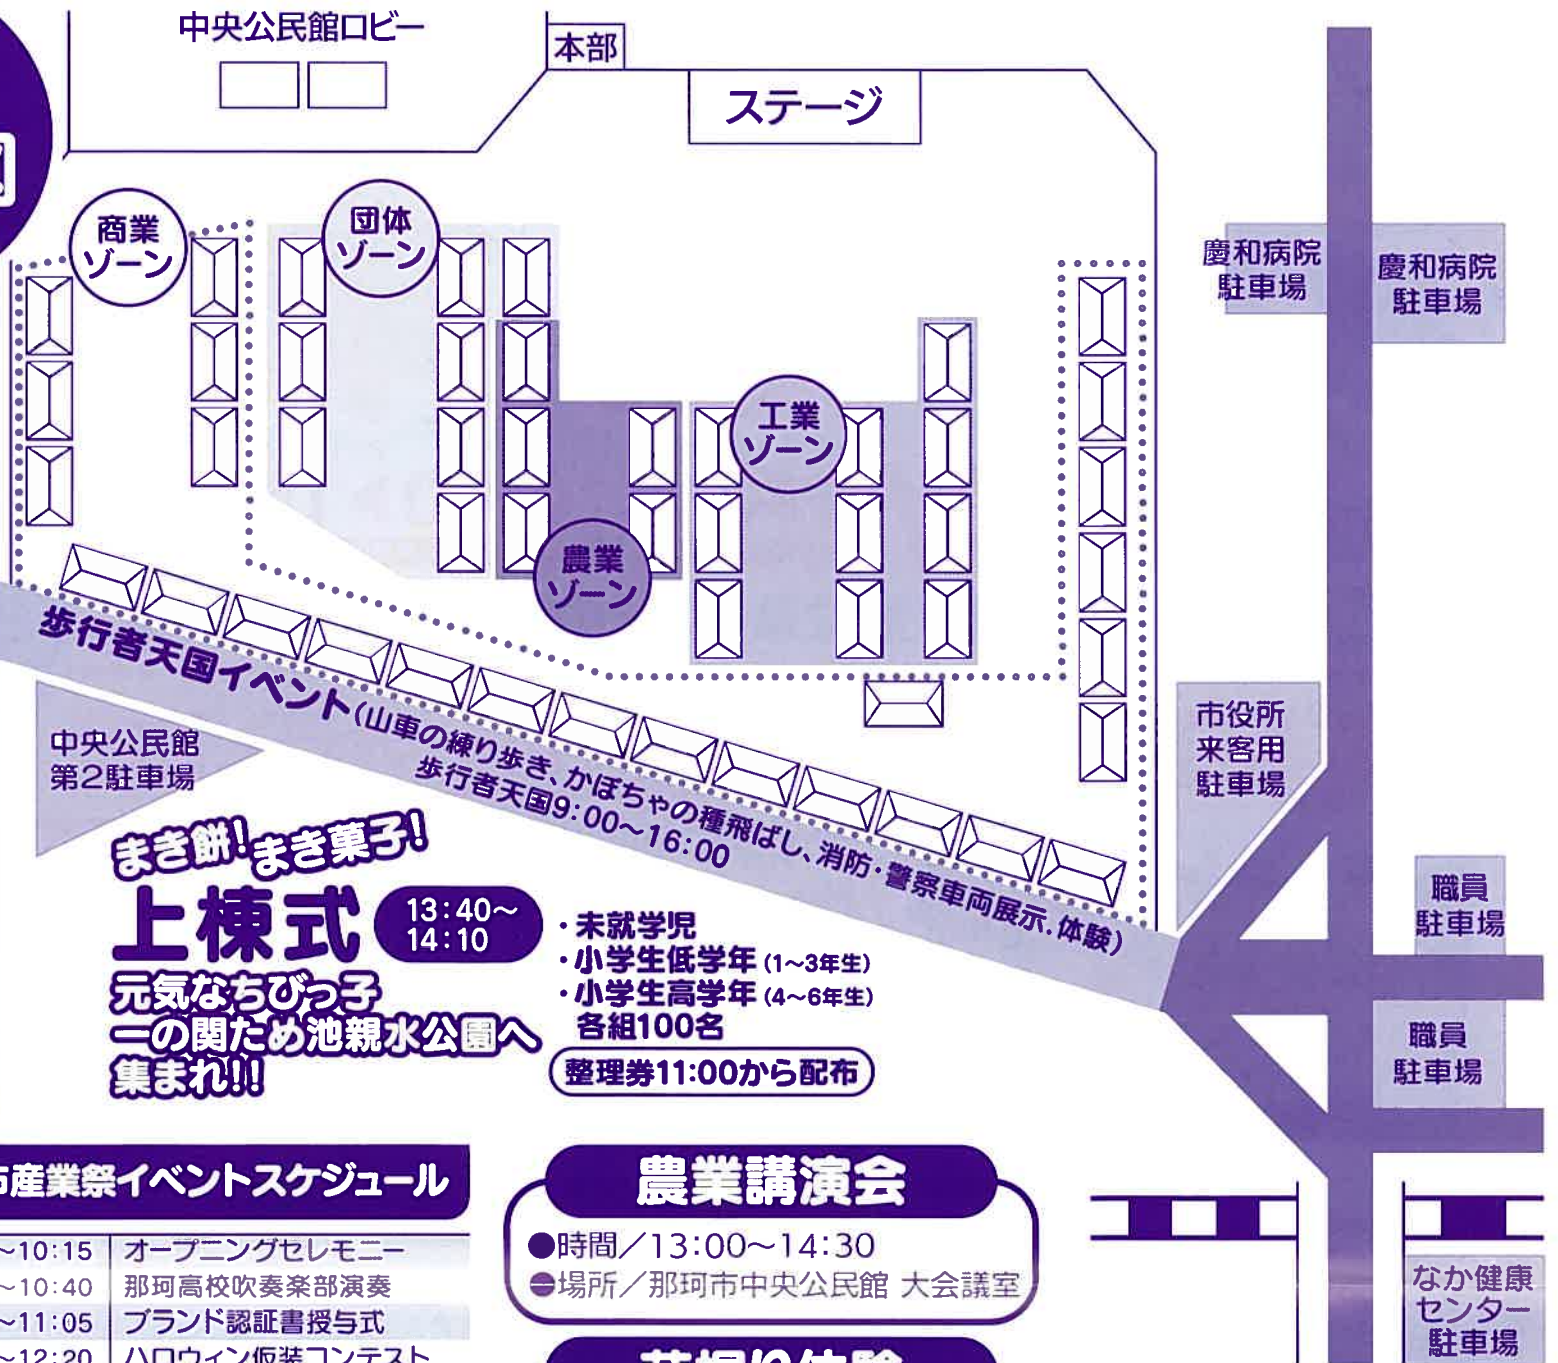 中央公民館ロビー
本部
ステージ
商業
ゾーン
団体
ゾーン
工業
ゾーン
農業
ゾーン
慶和病院
駐車場
慶和病院
駐車場
歩行者天国イベント(山車の練り歩き、かぼちゃの種飛ばし、消防・警察車両展示、体験)
歩行者天国9:00～16:00
中央公民館
第2駐車場
市役所
来客用
駐車場
職員
駐車場
職員
駐車場
まき餅!まき菓子!
上棟式
13:40～
14:10
元気なちびっ子
一の関ため池親水公園へ
集まれ!!
・未就学児
・小学生低学年(1～3年生)
・小学生高学年(4～6年生)
各組100名
整理券11:00から配布
産業祭イベントスケジュール
～10:15 オープニングセレモニー
～10:40 那珂高校吹奏楽部演奏
～11:05 ブランド認証書授与式
～12:20 ハロウィン仮装コンテスト
農業講演会
●時間／13:00～14:30
●場所／那珂市中央公民館 大会議室
なか健康
センター
駐車場